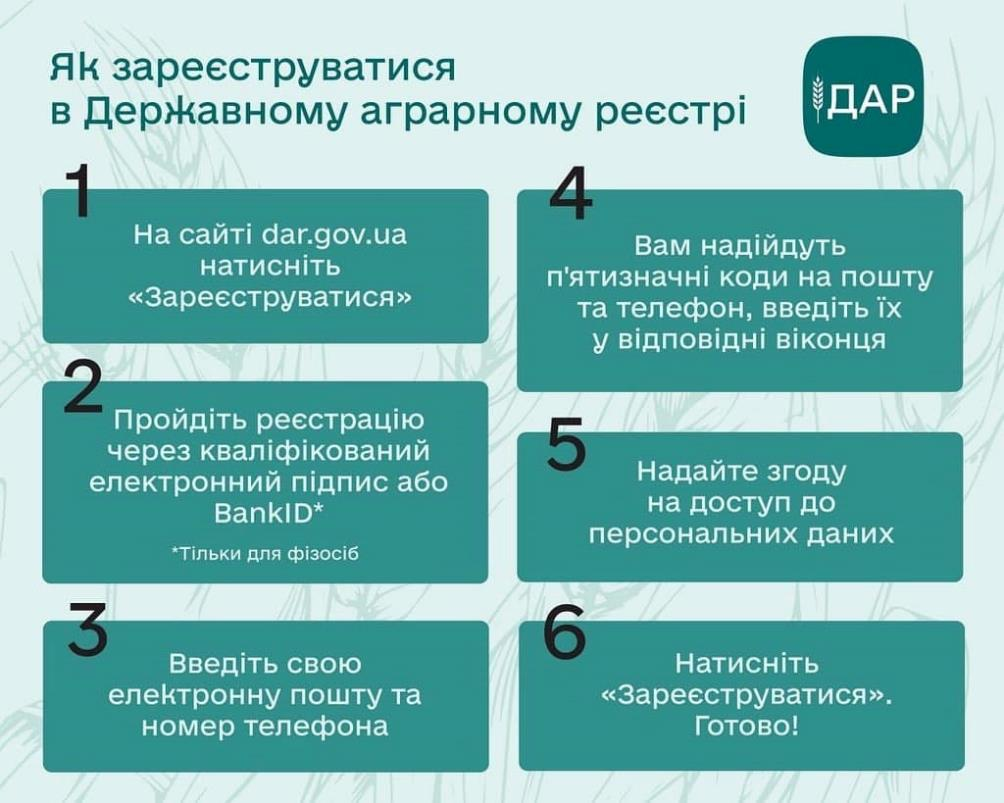 Як зареєструватися
в Державному аграрному реєстрі
ДАР
1
На сайті dar.gov.ua
натисніть
«Зареєструватися»
2
Пройдіть реєстрацію
через кваліфікований
електронний підпис або
BankID*
*Тільки для фізосіб
3
Введіть свою
електронну пошту та
номер телефона
4
Вам надійдуть
п'ятизначні коди на пошту
та телефон, введіть їх
у відповідні віконця
5
Надайте згоду
на доступ до
персональних даних
6
Натисніть
«Зареєструватися».
Готово!